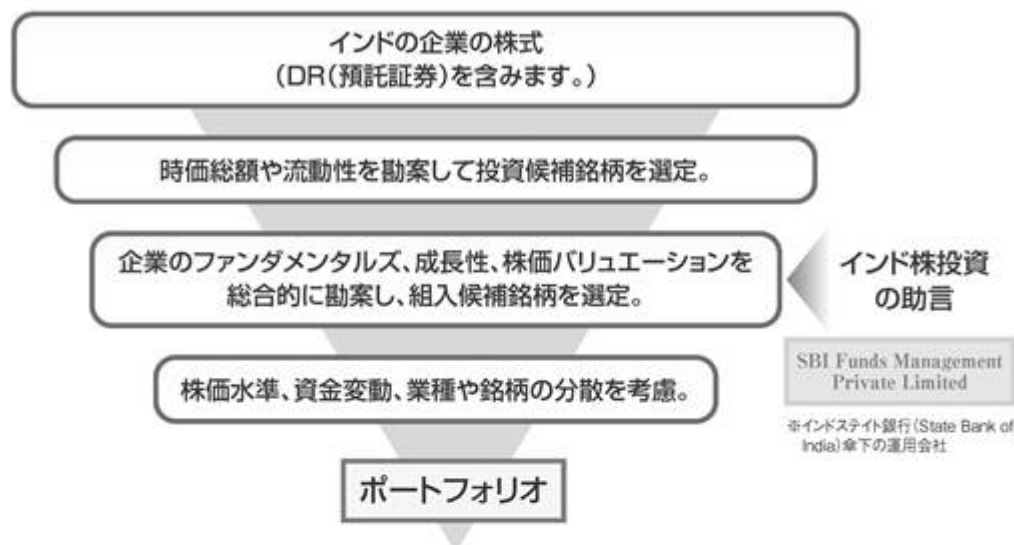 インドの企業の株式
(DR(預託証券)を含みます。)
時価総額や流動性を勘案して投資候補銘柄を選定。
企業のファンダメンタルズ、成長性、株価バリュエーションを
総合的に勘案し、組入候補銘柄を選定。
インド株投資
の助言
SBI Funds Management
Private Limited
※インドステイト銀行(State Bank of
India)傘下の運用会社
株価水準、資金変動、業種や銘柄の分散を考慮。
ポートフォリオ